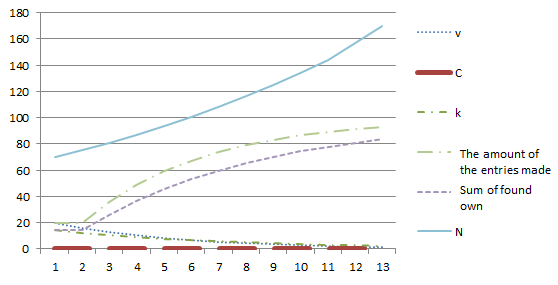 180
160
140
120
100
80
60
40
20
0
1 2 3 4 5 6 7 8 9 10 11 12 13
v
C
k
The amount of
the entries made
Sum of found
own
N